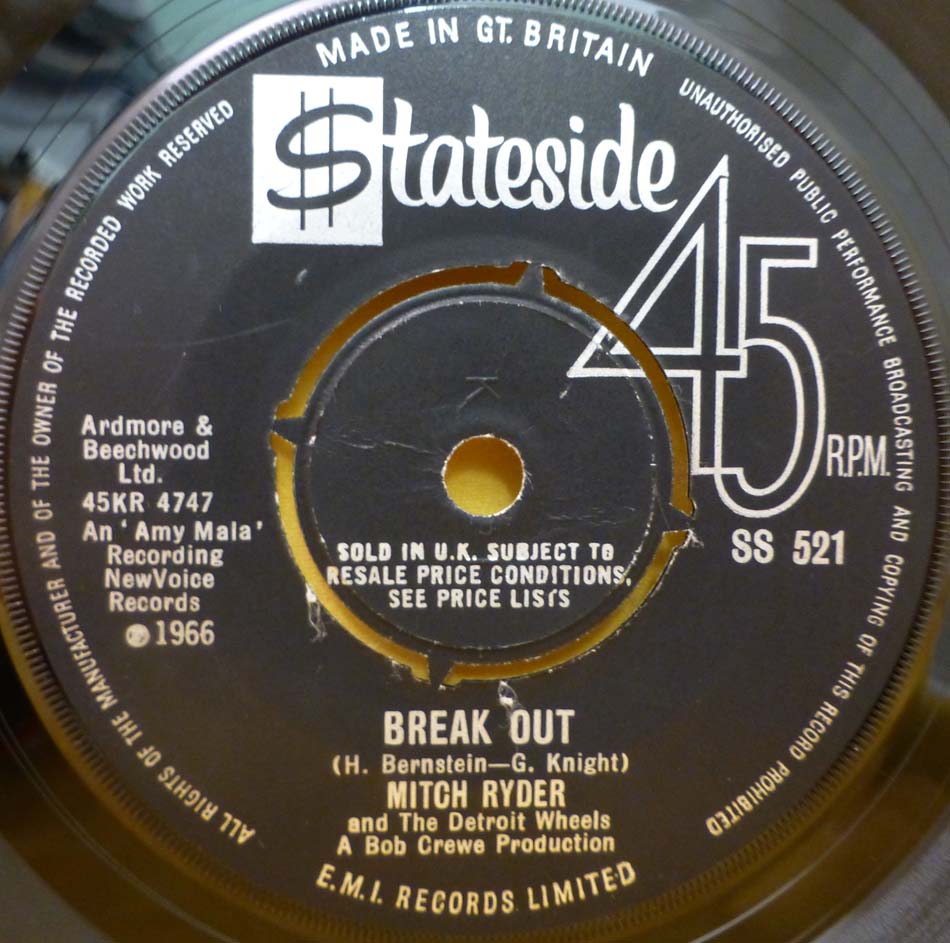 MADE IN GT. BRITAIN
$tateside
45
R.P.M.
UNAUTHORISED PUBLIC PERFORMANCE BROADCASTING AND COPYING OF THIS RECORD PROHIBITED
ALL RIGHTS OF THE MANUFACTURER AND OF THE OWNER OF THE RECORDED WORK RESERVED
K
Ardmore &
Beechwood
Ltd.
45KR 4747
An 'Amy Mala'
Recording
NewVoice
Records
℗ 1966
SS 521
SOLD IN U.K. SUBJECT TO
RESALE PRICE CONDITIONS,
SEE PRICE LISTS
BREAK OUT
(H. Bernstein—G. Knight)
MITCH RYDER
and The Detroit Wheels
A Bob Crewe Production
E.M.I. RECORDS LIMITED